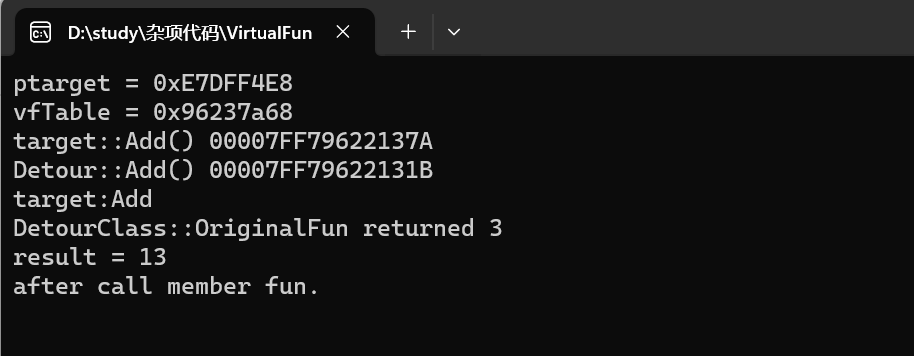 D:\study\杂项代码\VirtualFun
ptarget = 0xE7DFF4E8
vfTable = 0x96237a68
target::Add() 00007FF79622137A
Detour::Add() 00007FF79622131B
target:Add
DetourClass::OriginalFun returned 3
result = 13
after call member fun.